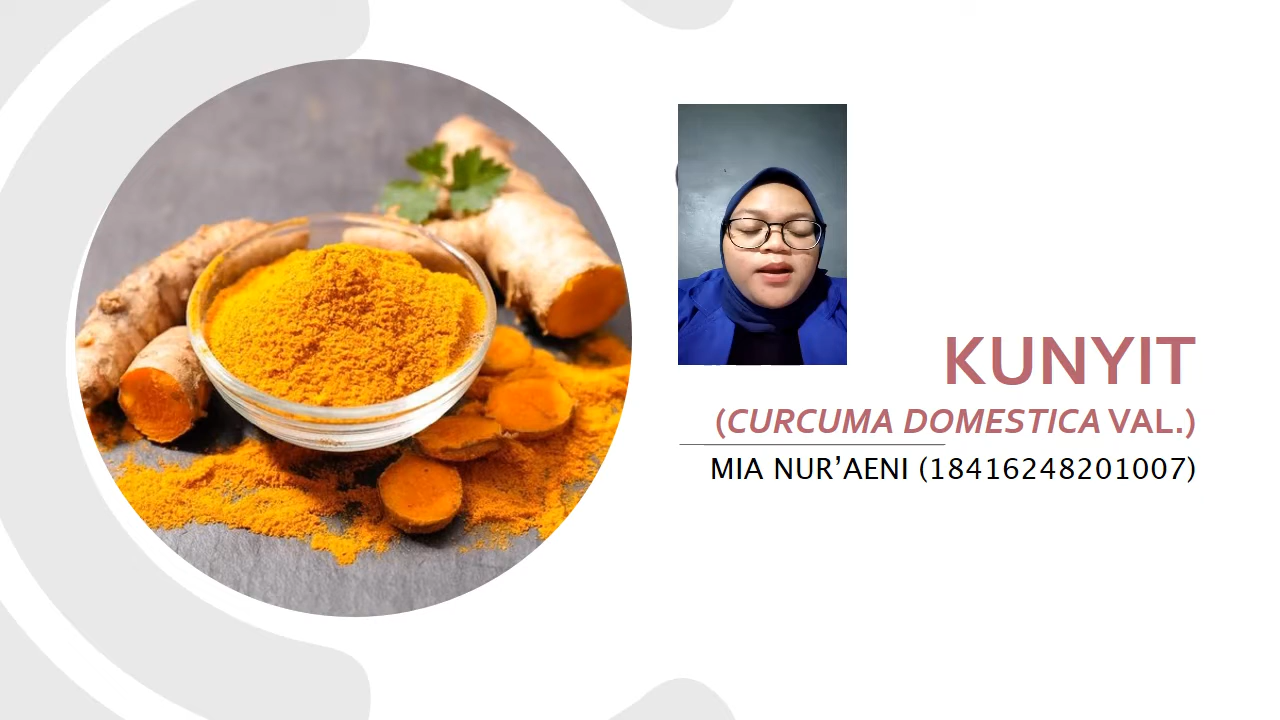 KUNYIT
(CURCUMA DOMESTICA VAL.)
MIA NUR’AENI (18416248201007)